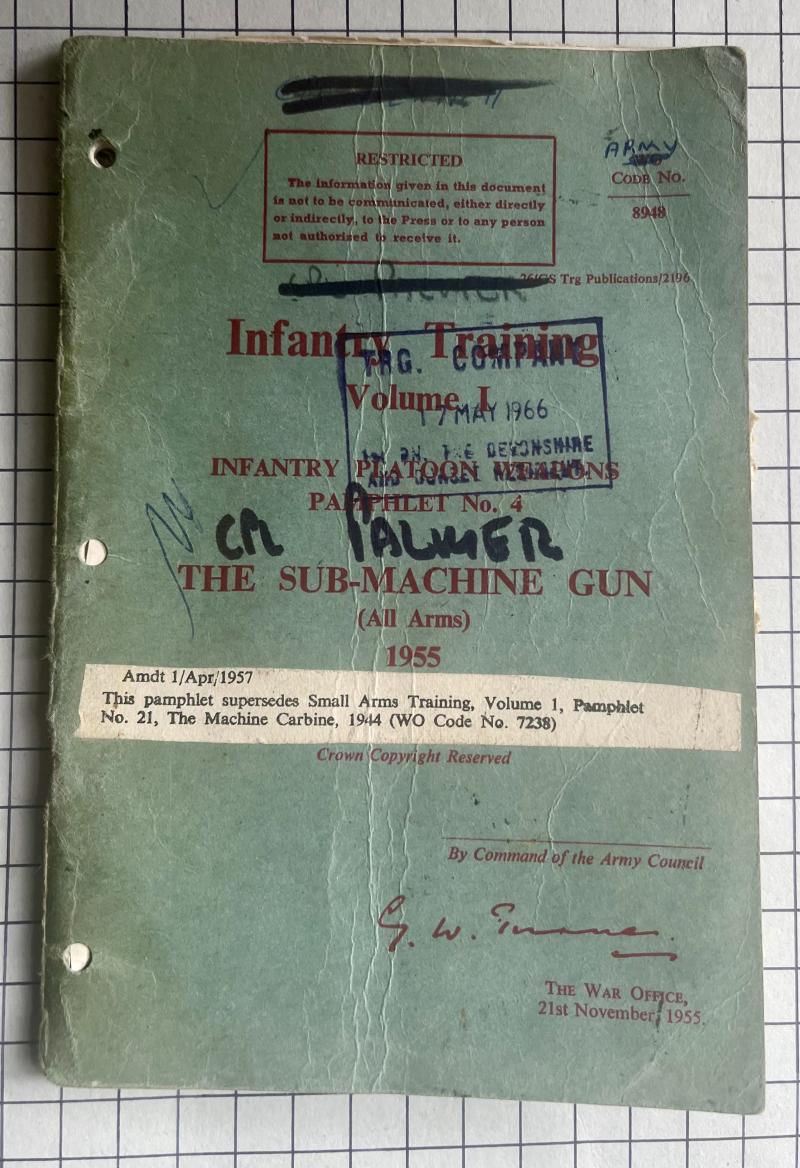 RESTRICTED
The information given in this document
is not to be communicated, either directly
or indirectly, to the Press or to any person
not authorized to receive it.
ARMY
CODE No.
8948
26/GS Trg Publications/2196
Infantry Training
TRG. COMPANY
Volume I
17 MAY 1966
1st BN. THE DEVONSHIRE
AND DORSET REGIMENT.
INFANTRY PLATOON WEAPONS
PAMPHLET No. 4
CPL PALMER
THE SUB-MACHINE GUN
(All Arms)
1955
Amdt 1/Apr/1957
This pamphlet supersedes Small Arms Training, Volume 1, Pamphlet
No. 21, The Machine Carbine, 1944 (WO Code No. 7238)
Crown Copyright Reserved
By Command of the Army Council
G. W. Turner.
THE WAR OFFICE,
21st November, 1955.